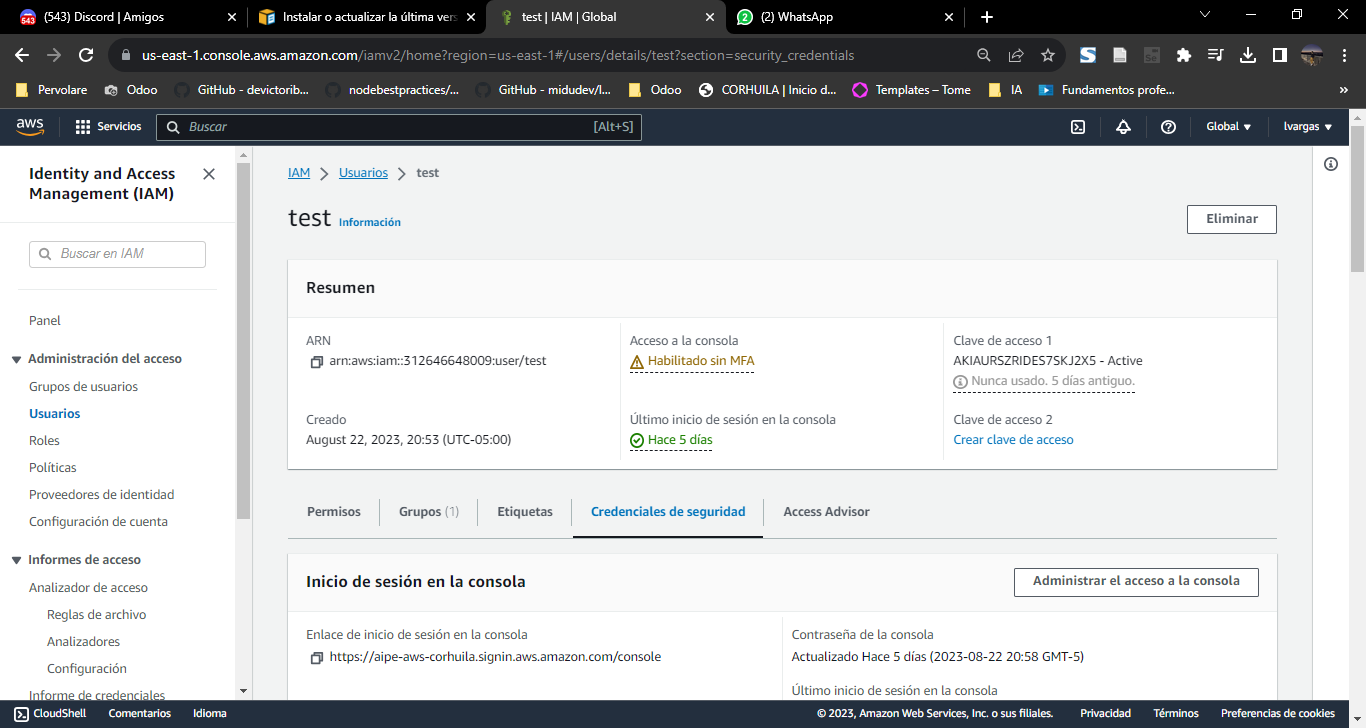 (543) Discord | Amigos
Instalar o actualizar la última vers
test | IAM | Global
(2) WhatsApp
us-east-1.console.aws.amazon.com/iamv2/home?region=us-east-1#/users/details/test?section=security_credentials
Pervolare
Odoo
GitHub - devictorib...
nodebestpractices/...
GitHub - midudev/l...
Odoo
CORHUILA | Inicio d...
Templates – Tome
IA
Fundamentos profe...
»
aws
Servicios
Buscar
[Alt+S]
Global
lvargas
Identity and Access
Management (IAM)
Buscar en IAM
Panel
Administración del acceso
Grupos de usuarios
Usuarios
Roles
Políticas
Proveedores de identidad
Configuración de cuenta
Informes de acceso
Analizador de acceso
Reglas de archivo
Analizadores
Configuración
Informe de credenciales
IAM
Usuarios
test
test
Información
Eliminar
Resumen
ARN
arn:aws:iam::312646648009:user/test
Acceso a la consola
Habilitado sin MFA
Clave de acceso 1
AKIAURSZRIDES7SKJ2X5 - Active
Nunca usado. 5 días antiguo.
Creado
August 22, 2023, 20:53 (UTC-05:00)
Último inicio de sesión en la consola
Hace 5 días
Clave de acceso 2
Crear clave de acceso
Permisos
Grupos (1)
Etiquetas
Credenciales de seguridad
Access Advisor
Inicio de sesión en la consola
Administrar el acceso a la consola
Enlace de inicio de sesión en la consola
https://aipe-aws-corhuila.signin.aws.amazon.com/console
Contraseña de la consola
Actualizado Hace 5 días (2023-08-22 20:58 GMT-5)
Último inicio de sesión en la consola
CloudShell
Comentarios
Idioma
© 2023, Amazon Web Services, Inc. o sus filiales.
Privacidad
Términos
Preferencias de cookies